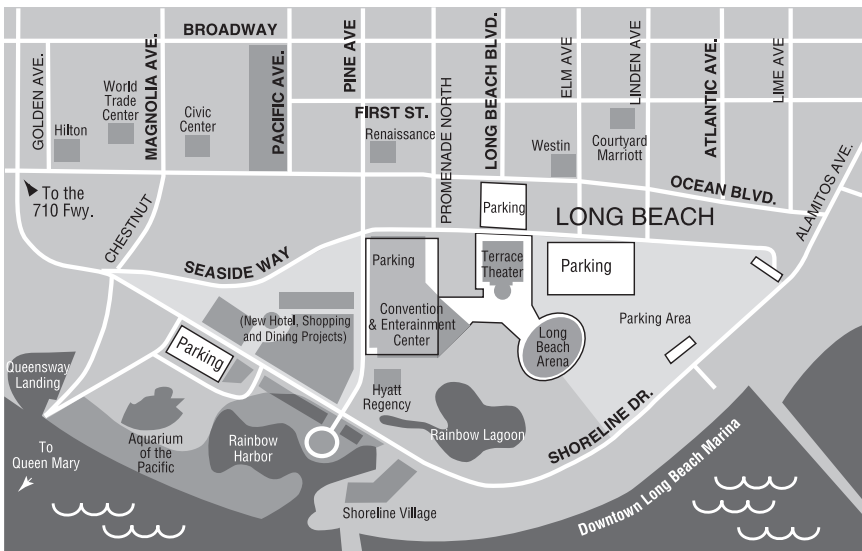 BROADWAY
GOLDEN AVE.
World
Trade
Center
MAGNOLIA AVE.
Civic
Center
PACIFIC AVE.
PINE AVE
FIRST ST.
Renaissance
PROMENADE NORTH
LONG BEACH BLVD.
ELM AVE
LINDEN AVE
ATLANTIC AVE.
LIME AVE
Hilton
Westin
Courtyard
Marriott
OCEAN BLVD.
ALAMITOS AVE.
To the
710 Fwy.
CHESTNUT
Parking
LONG BEACH
SEASIDE WAY
Parking
Terrace
Theater
Parking
(New Hotel, Shopping
and Dining Projects)
Convention
& Enterainment
Center
Long
Beach
Arena
Parking Area
Parking
Queensway
Landing
Hyatt
Regency
SHORELINE DR.
Aquarium
of the
Pacific
Rainbow
Harbor
Rainbow Lagoon
To
Queen Mary
Shoreline Village
Downtown Long Beach Marina